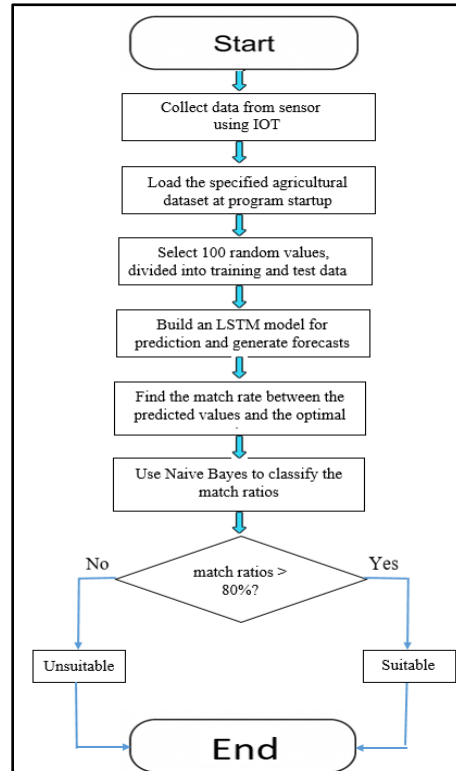 Start
Collect data from sensor
using IOT
Load the specified agricultural
dataset at program startup
Select 100 random values,
divided into training and test data
Build an LSTM model for
prediction and generate forecasts
Find the match rate between the
predicted values and the optimal
Use Naive Bayes to classify the
match ratios
No
match ratios >
80%?
Yes
Unsuitable
Suitable
End